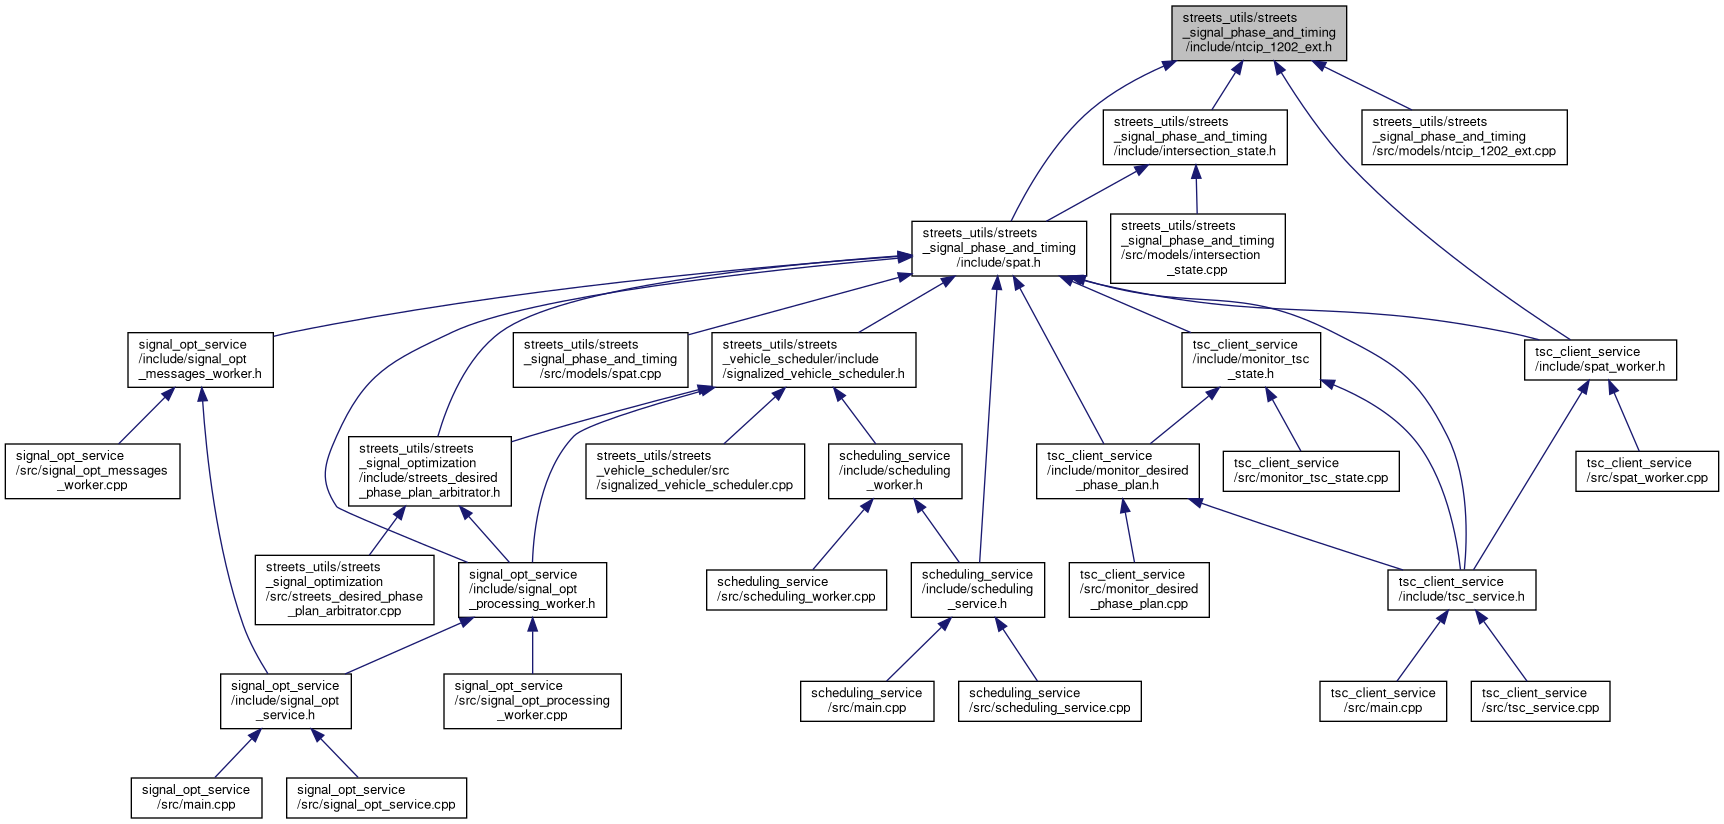 streets_utils/streets
_signal_phase_and_timing
/include/ntcip_1202_ext.h
streets_utils/streets
_signal_phase_and_timing
/include/intersection_state.h
streets_utils/streets
_signal_phase_and_timing
/src/models/ntcip_1202_ext.cpp
streets_utils/streets
_signal_phase_and_timing
/include/spat.h
streets_utils/streets
_signal_phase_and_timing
/src/models/intersection
_state.cpp
signal_opt_service
/include/signal_opt
_messages_worker.h
streets_utils/streets
_signal_phase_and_timing
/src/models/spat.cpp
streets_utils/streets
_vehicle_scheduler/include
/signalized_vehicle_scheduler.h
tsc_client_service
/include/monitor_tsc
_state.h
tsc_client_service
/include/spat_worker.h
signal_opt_service
/src/signal_opt_messages
_worker.cpp
streets_utils/streets
_signal_optimization
/include/streets_desired
_phase_plan_arbitrator.h
streets_utils/streets
_vehicle_scheduler/src
/signalized_vehicle_scheduler.cpp
scheduling_service
/include/scheduling
_worker.h
tsc_client_service
/include/monitor_desired
_phase_plan.h
tsc_client_service
/src/monitor_tsc_state.cpp
tsc_client_service
/src/spat_worker.cpp
streets_utils/streets
_signal_optimization
/src/streets_desired_phase
_plan_arbitrator.cpp
signal_opt_service
/include/signal_opt
_processing_worker.h
scheduling_service
/src/scheduling_worker.cpp
scheduling_service
/include/scheduling
_service.h
tsc_client_service
/src/monitor_desired
_phase_plan.cpp
tsc_client_service
/include/tsc_service.h
signal_opt_service
/include/signal_opt
_service.h
signal_opt_service
/src/signal_opt_processing
_worker.cpp
scheduling_service
/src/main.cpp
scheduling_service
/src/scheduling_service.cpp
tsc_client_service
/src/main.cpp
tsc_client_service
/src/tsc_service.cpp
signal_opt_service
/src/main.cpp
signal_opt_service
/src/signal_opt_service.cpp